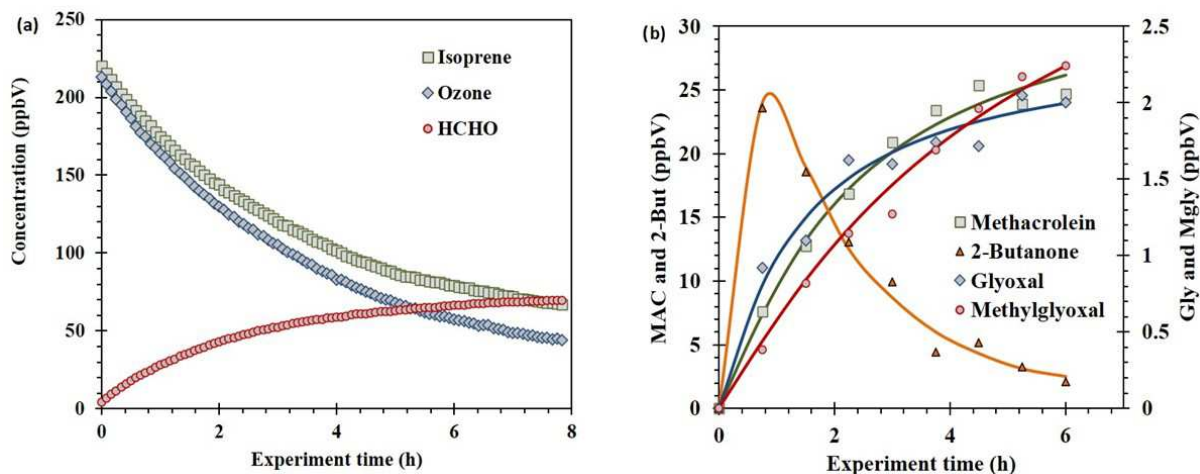 (a)
250
200
150
100
50
0
Concentration (ppbV)
Isoprene
Ozone
HCHO
0 2 4 6 8
Experiment time (h)
(b)
30
25
20
15
10
5
0
MAC and 2-But (ppbV)
Methacrolein
2-Butanone
Glyoxal
Methylglyoxal
2.5
2
1.5
1
0.5
0
Gly and Mgly (ppbV)
0 2 4 6
Experiment time (h)